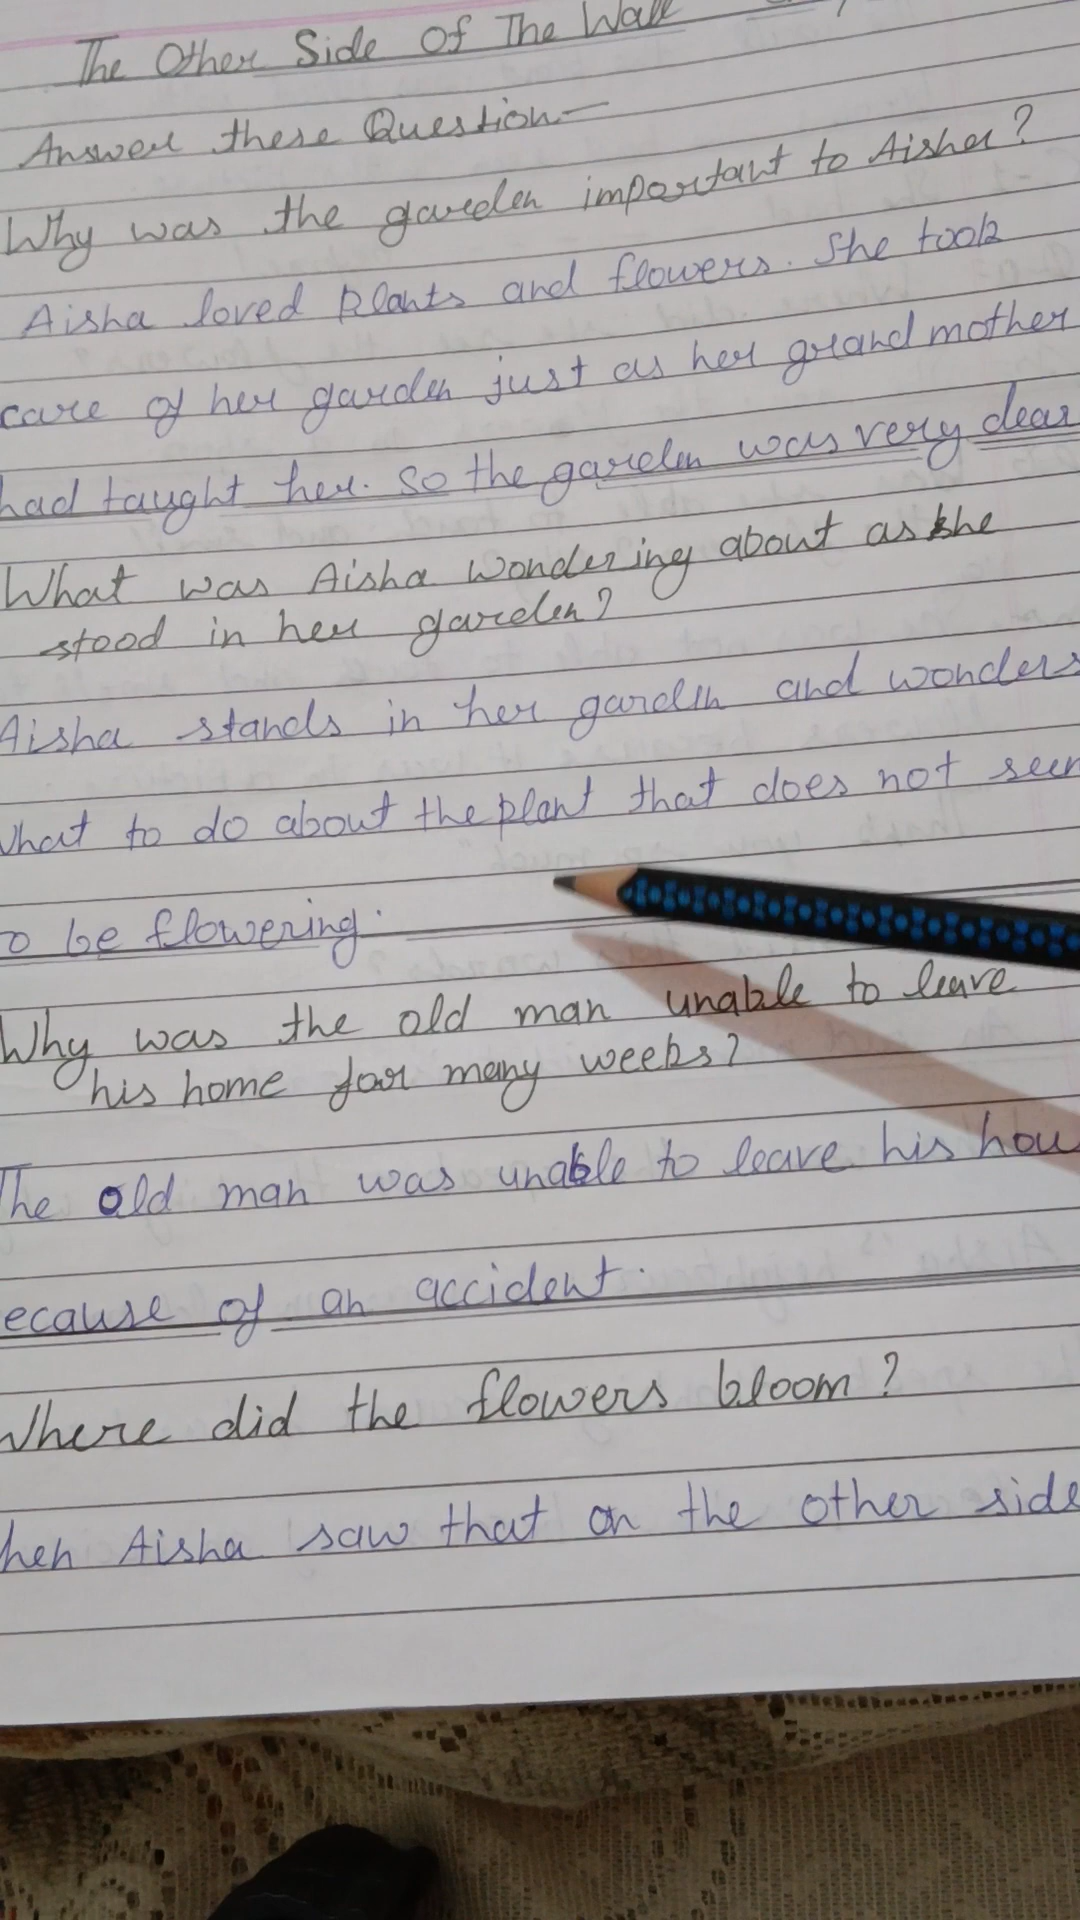 The Other Side Of The Wall
Answer these Question-
Why was the garden important to Aisha?
Aisha loved plants and flowers. She took
care of her garden just as her grand mother
had taught her. so the garden was very dear
What was Aisha wondering about as she
stood in her garden?
Aisha stands in her garden and wonders
what to do about the plant that does not seem
to be flowering.
Why was the old man unable to leave
his home for many weeks?
The old man was unable to leave his hou
ecause of an accident.
Where did the flowers bloom?
hen Aisha saw that on the other side